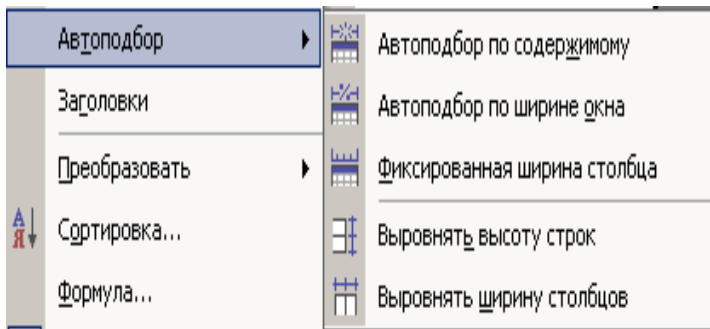 Автоподбор
Заголовки
Преобразовать
Сортировка...
Формула...
Автоподбор по содержимому
Автоподбор по ширине окна
Фиксированная ширина столбца
Выровнять высоту строк
Выровнять ширину столбцов